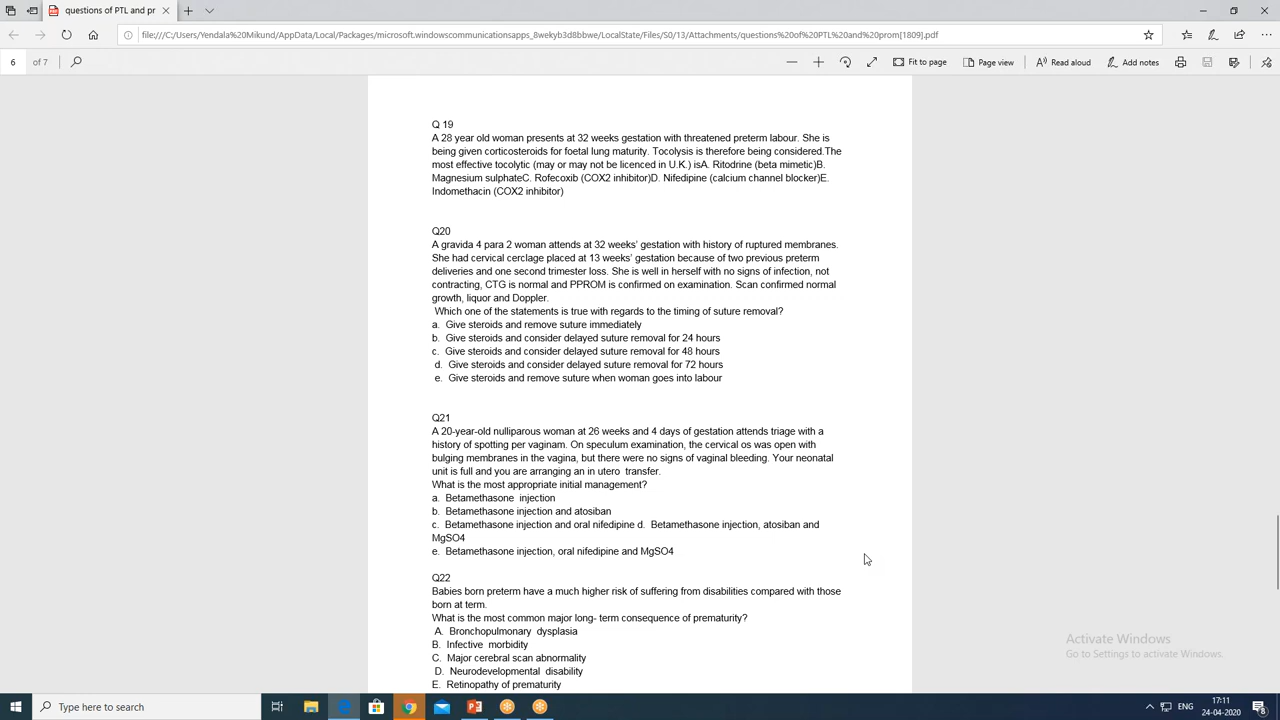 questions of PTL and pr
file:///C:/Users/Yendala%20Mikund/AppData/Local/Packages/microsoft.windowscommunicationsapps_8wekyb3d8bbwe/LocalState/Files/S0/13/Attachments/questions%20of%20PTL%20and%20prom[1809].pdf
6 of 7 Fit to page Page view Read aloud Add notes
Q 19
A 28 year old woman presents at 32 weeks gestation with threatened preterm labour. She is
being given corticosteroids for foetal lung maturity. Tocolysis is therefore being considered.The
most effective tocolytic (may or may not be licenced in U.K.) isA. Ritodrine (beta mimetic)B.
Magnesium sulphateC. Rofecoxib (COX2 inhibitor)D. Nifedipine (calcium channel blocker)E.
Indomethacin (COX2 inhibitor)
Q20
A gravida 4 para 2 woman attends at 32 weeks' gestation with history of ruptured membranes.
She had cervical cerclage placed at 13 weeks' gestation because of two previous preterm
deliveries and one second trimester loss. She is well in herself with no signs of infection, not
contracting, CTG is normal and PPROM is confirmed on examination. Scan confirmed normal
growth, liquor and Doppler.
Which one of the statements is true with regards to the timing of suture removal?
a. Give steroids and remove suture immediately
b. Give steroids and consider delayed suture removal for 24 hours
c. Give steroids and consider delayed suture removal for 48 hours
d. Give steroids and consider delayed suture removal for 72 hours
e. Give steroids and remove suture when woman goes into labour
Q21
A 20-year-old nulliparous woman at 26 weeks and 4 days of gestation attends triage with a
history of spotting per vaginam. On speculum examination, the cervical os was open with
bulging membranes in the vagina, but there were no signs of vaginal bleeding. Your neonatal
unit is full and you are arranging an in utero transfer.
What is the most appropriate initial management?
a. Betamethasone injection
b. Betamethasone injection and atosiban
c. Betamethasone injection and oral nifedipine d. Betamethasone injection, atosiban and
MgSO4
e. Betamethasone injection, oral nifedipine and MgSO4
Q22
Babies born preterm have a much higher risk of suffering from disabilities compared with those
born at term.
What is the most common major long- term consequence of prematurity?
A. Bronchopulmonary dysplasia
B. Infective morbidity
C. Major cerebral scan abnormality
D. Neurodevelopmental disability
E. Retinopathy of prematurity
Activate Windows
Go to Settings to activate Windows.
Type here to search
ENG
17:11
24-04-2020